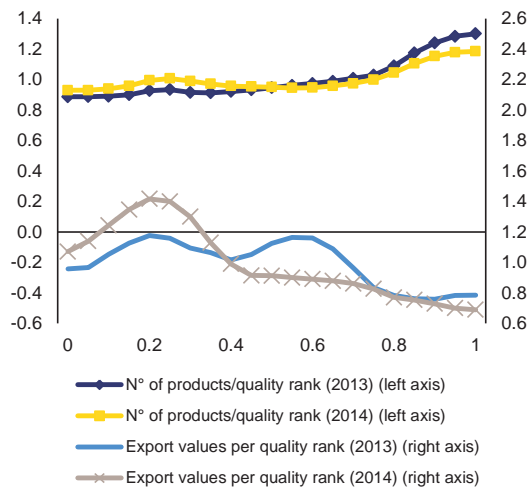 1.4 2.6
1.2 2.4
1.0 2.2
0.8 2.0
0.6 1.8
0.4 1.6
0.2 1.4
0.0 1.2
-0.2 1.0
-0.4 0.8
-0.6 0.6
0 0.2 0.4 0.6 0.8 1
N° of products/quality rank (2013) (left axis)
N° of products/quality rank (2014) (left axis)
Export values per quality rank (2013) (right axis)
Export values per quality rank (2014) (right axis)